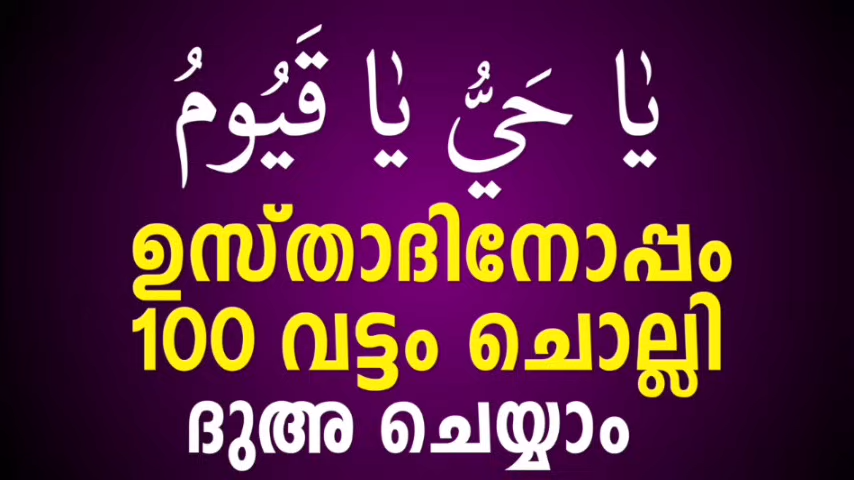 يَا حَيُّ يَا قَيُومُ
ഉസ്താദിനോപ്പം
100 വട്ടം ചൊല്ലി
ദുഅ ചെയ്യാം